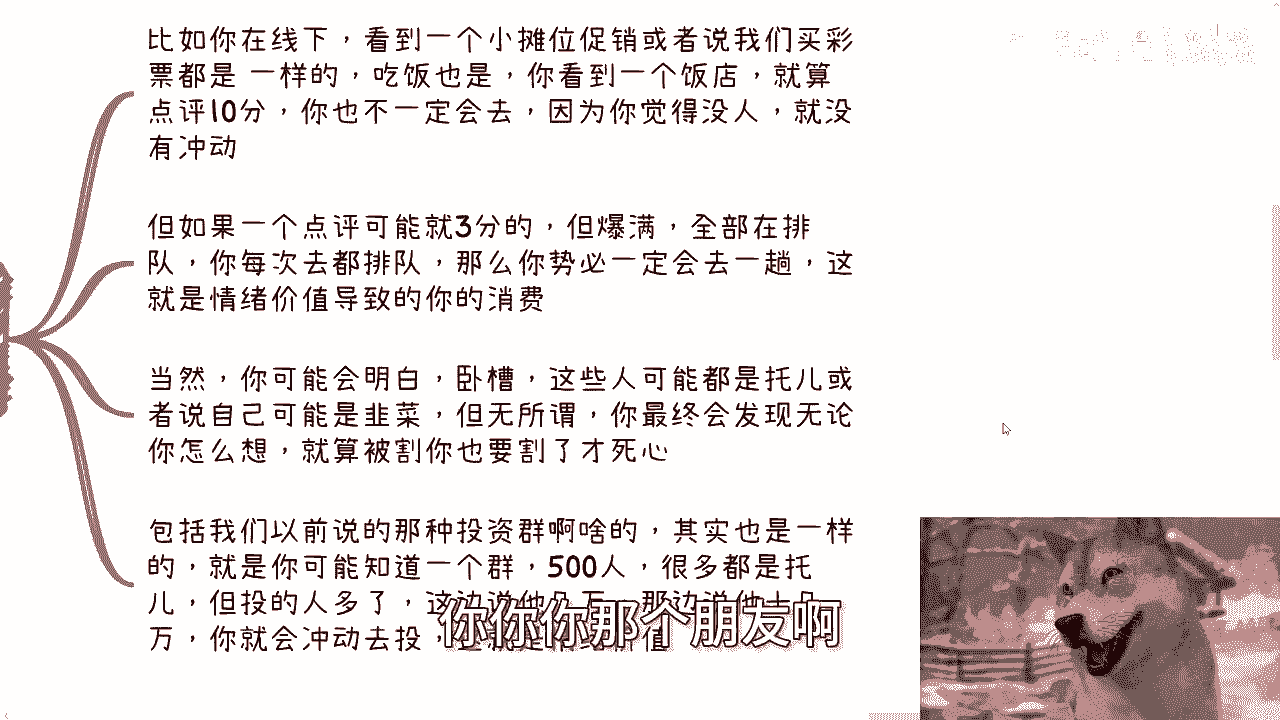 比如你在线下，看到一个小摊位促销或者说我们买彩
票都是 一样的，吃饭也是，你看到一个饭店，就算
点评10分，你也不一定会去，因为你觉得没人，就没
有冲动
但如果一个点评可能就3分的，但爆满，全部在排
队，你每次去都排队，那么你势必一定会去一趟，这
就是情绪价值导致的你的消费
当然，你可能会明白，卧槽，这些人可能都是托儿或
者说自己可能是韭菜，但无所谓，你最终会发现无论
你怎么想，就算被割你也要割了才死心
包括我们以前说的那种投资群啊啥的，其实也是一样
的，就是你可能知道一个群，500人，很多都是托
儿，但投的人多了，这边说他几万，那边说他十几
万，你就会冲动去投
你你你那个朋友啊